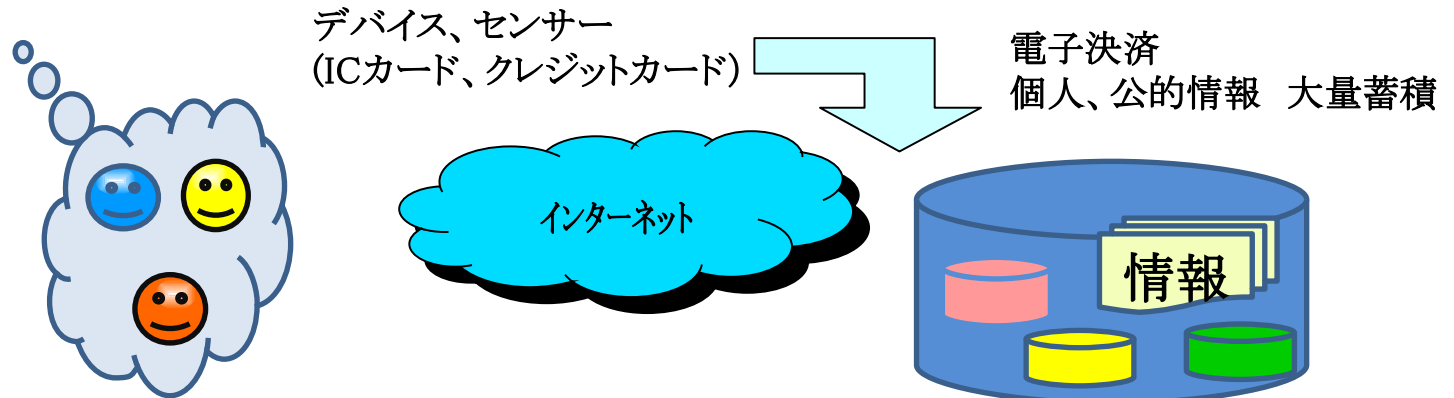 デバイス、センサー
(ICカード、クレジットカード)
電子決済
個人、公的情報　大量蓄積
インターネット
情報